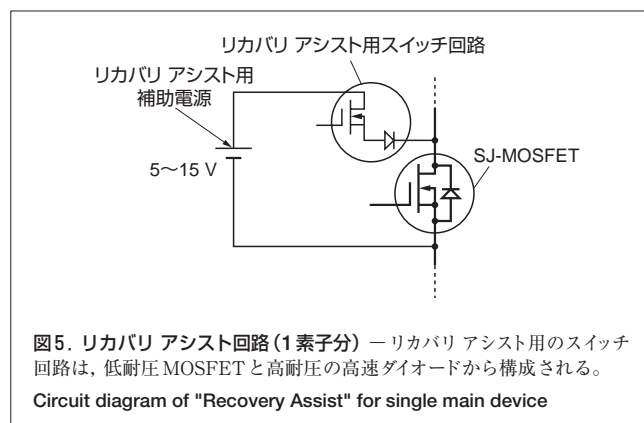 リカバリ アシスト用スイッチ回路
リカバリ アシスト用
補助電源
5〜15 V
SJ-MOSFET
図5. リカバリ アシスト回路(1素子分) −リカバリ アシスト用のスイッチ
回路は,低耐圧MOSFETと高耐圧の高速ダイオードから構成される。
Circuit diagram of "Recovery Assist" for single main device